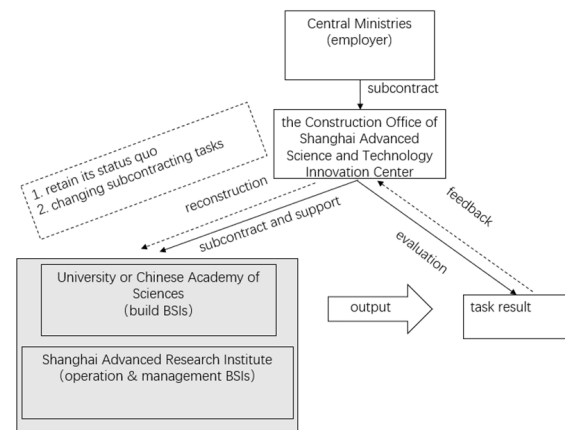 Central Ministries
(employer)
subcontract
the Construction Office of
Shanghai Advanced
Science and Technology
Innovation Center
1. retain its status quo
2. changing subcontracting tasks
reconstruction
subcontract and support
feedback
evaluation
University or Chinese Academy of
Sciences
(build BSIs)
Shanghai Advanced Research Institute
(operation & management BSIs)
output
task result